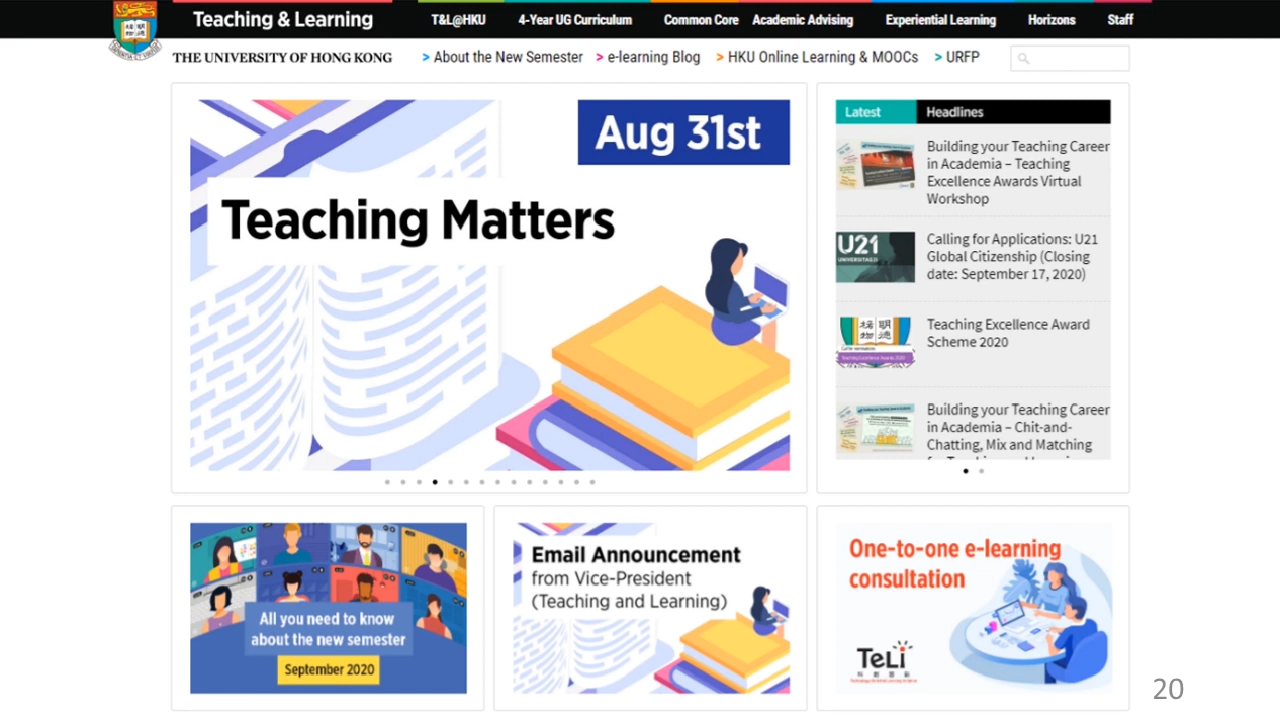 Teaching & Learning
T&L@HKU
4-Year UG Curriculum
Common Core
Academic Advising
Experiential Learning
Horizons
Staff
THE UNIVERSITY OF HONG KONG
> About the New Semester
> e-learning Blog
> HKU Online Learning & MOOCs
> URFP
Aug 31st
Teaching Matters
Latest
Headlines
Building your Teaching Career
in Academia – Teaching
Excellence Awards Virtual
Workshop
U21
Calling for Applications: U21
Global Citizenship (Closing
date: September 17, 2020)
明德
格物
Teaching Excellence Award
Scheme 2020
Building your Teaching Career
in Academia – Chit-and-
Chatting, Mix and Matching
All you need to know
about the new semester
September 2020
Email Announcement
from Vice-President
(Teaching and Learning)
One-to-one e-learning
consultation
TeLi
20